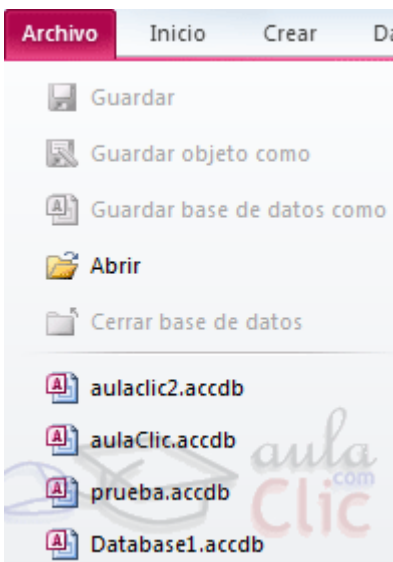 Archivo Inicio Crear Da
Guardar
Guardar objeto como
Guardar base de datos como
Abrir
Cerrar base de datos
aulaclic2.accdb
aulaClic.accdb
prueba.accdb
Database1.accdb
aula
Clic
.com